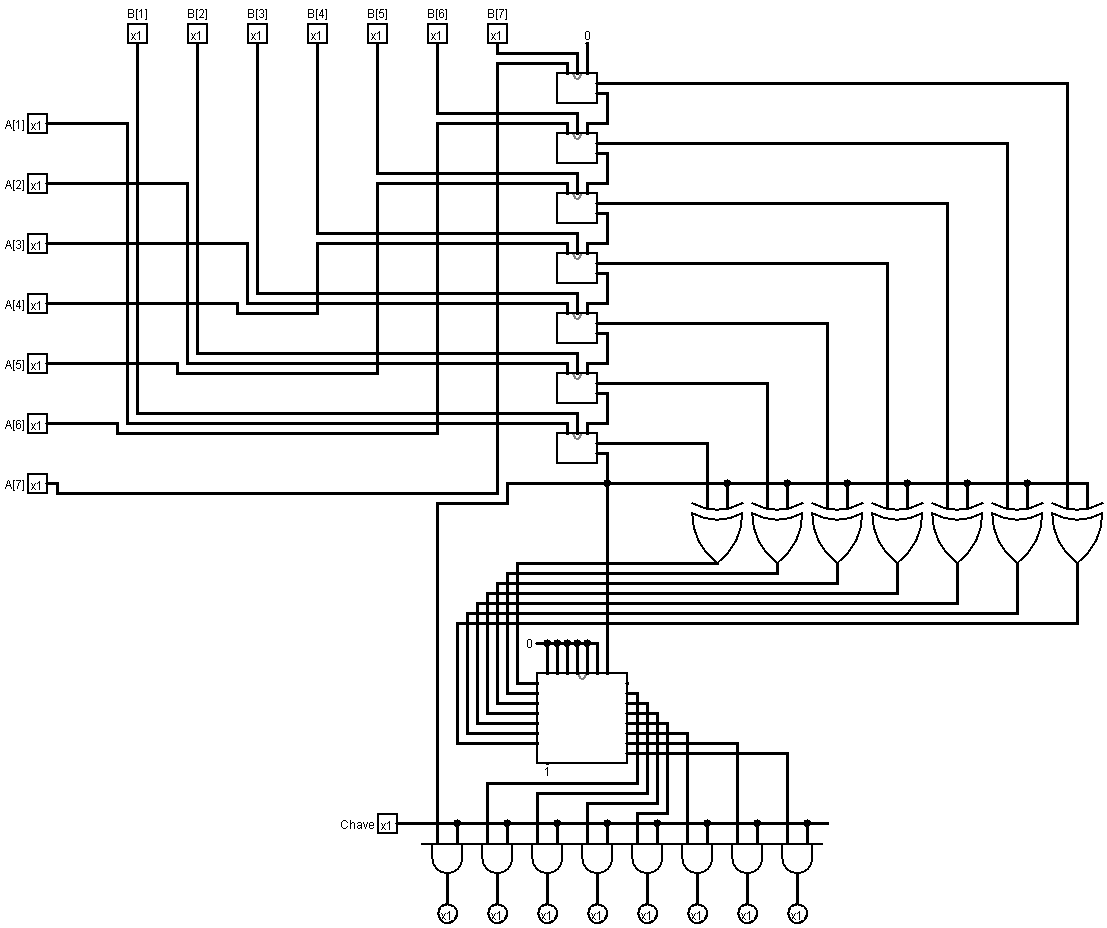 B[1] B[2] B[3] B[4] B[5] B[6] B[7]
x1 x1 x1 x1 x1 x1 x1 0
A[1] x1
A[2] x1
A[3] x1
A[4] x1
A[5] x1
A[6] x1
A[7] x1
0
1
Chave x1
x1 x1 x1 x1 x1 x1 x1 x1